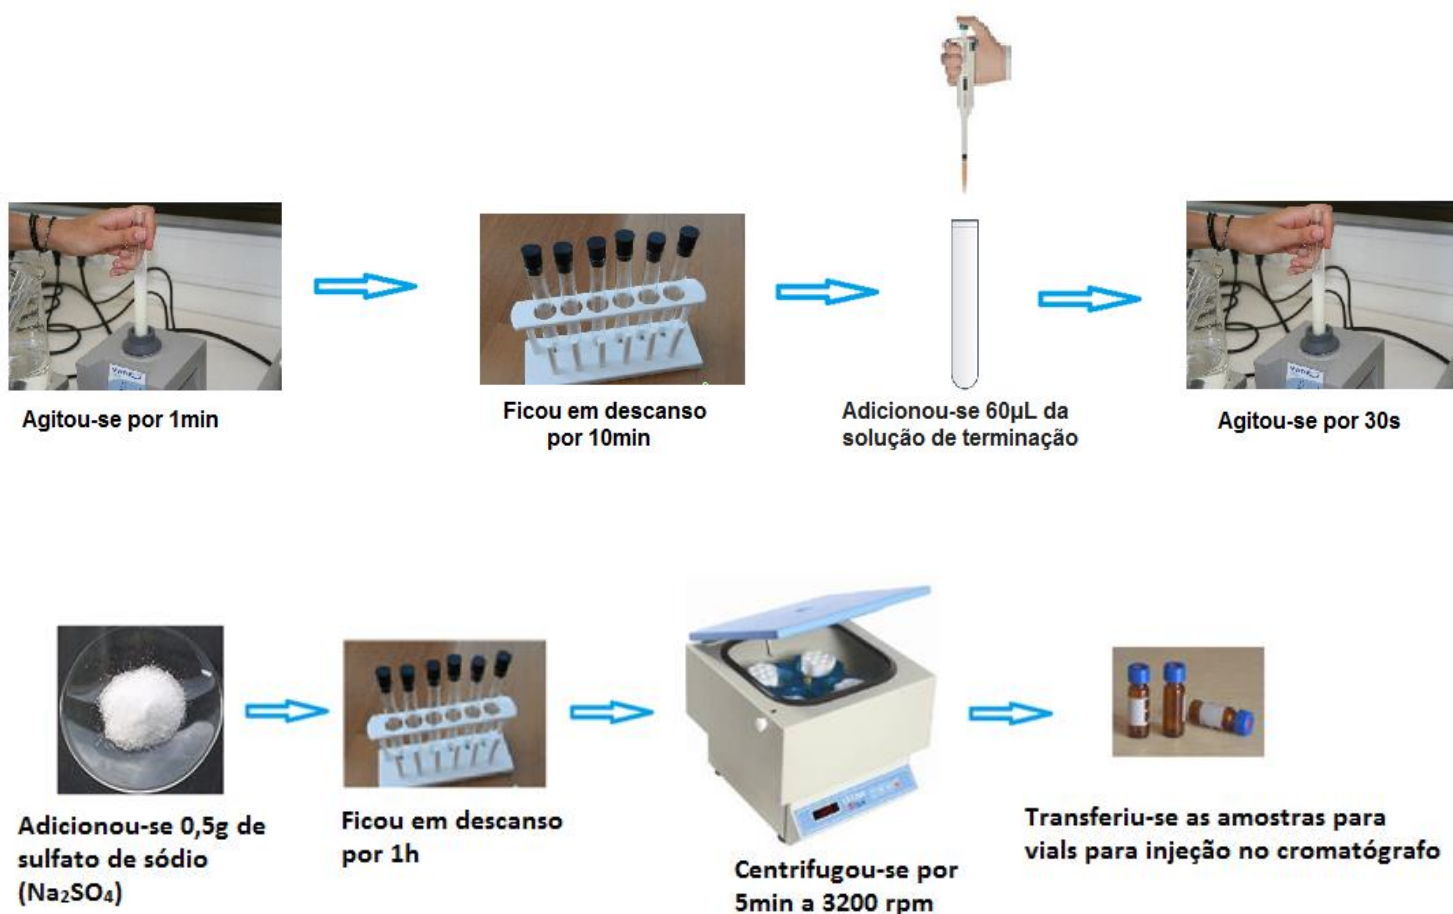 Agitou-se por 1min
Ficou em descanso
por 10min
Adicionou-se 60µL da
solução de terminação
Agitou-se por 30s
Adicionou-se 0,5g de
sulfato de sódio
(Na₂SO₄)
Ficou em descanso
por 1h
Centrifugou-se por
5min a 3200 rpm
Transferiu-se as amostras para
vials para injeção no cromatógrafo